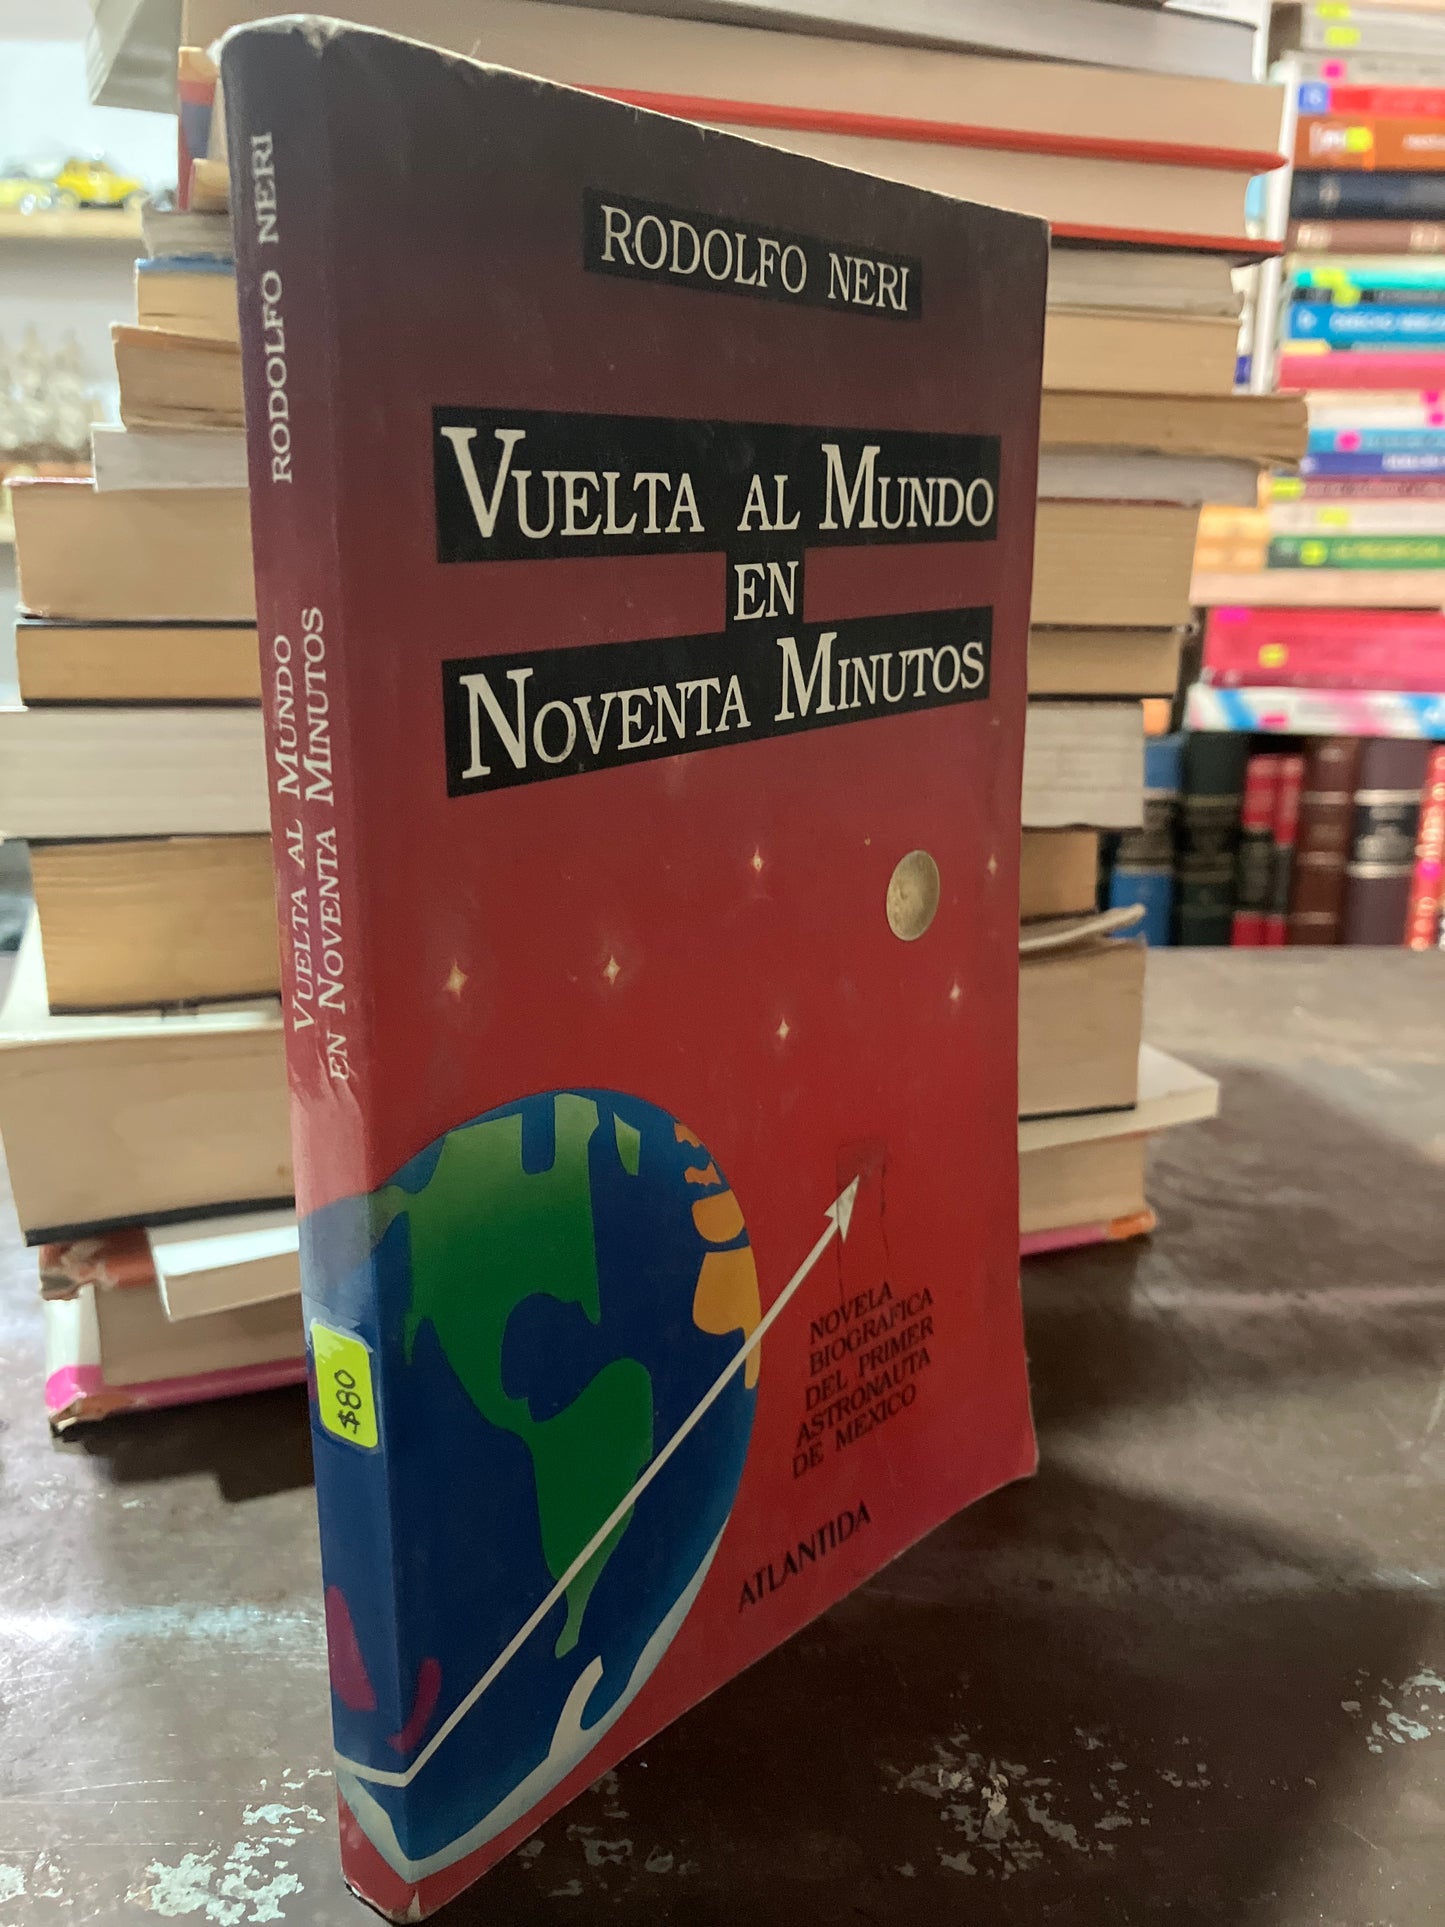 RODOLFO NERI
VUELTA AL MUNDO
EN
NOVENTA MINUTOS
NOVELA
BIOGRAFICA
DEL PRIMER
ASTRONAUTA
DE MEXICO
ATLANTIDA
RODOLFO NERI
VUELTA AL MUNDO
EN NOVENTA MINUTOS
$80